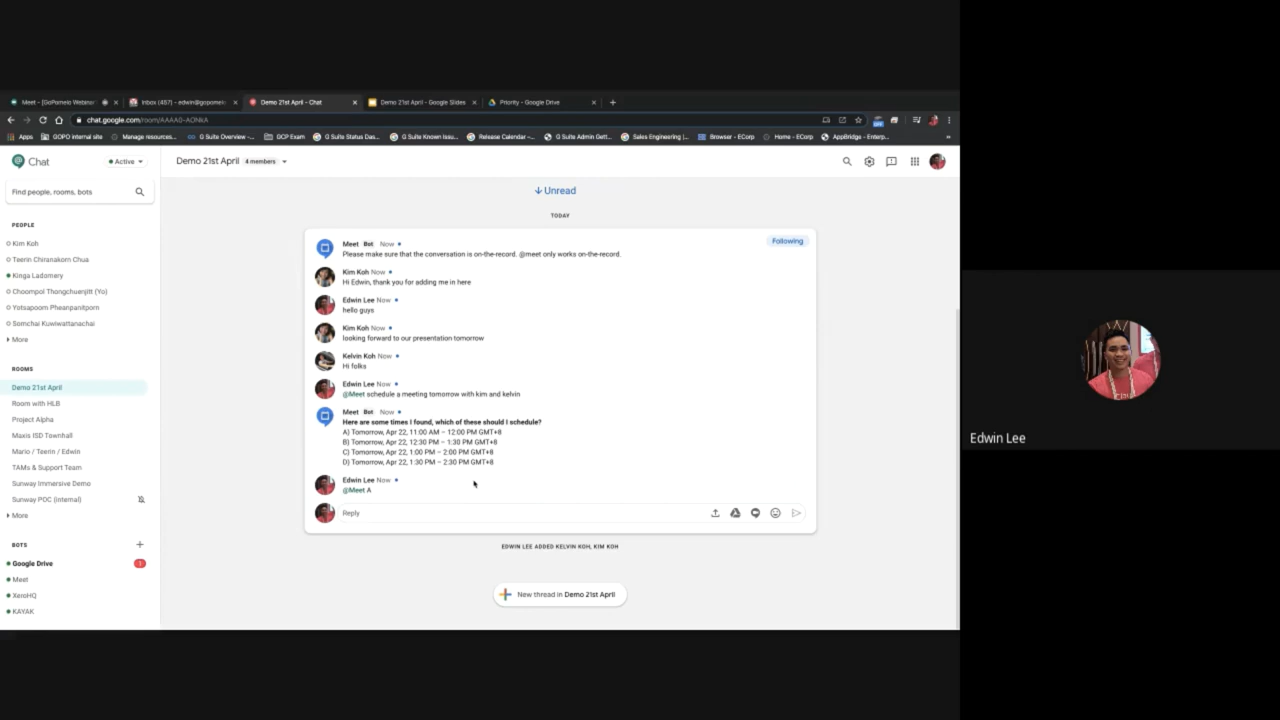 Meet - [GoPomelo Webinar
Inbox (457) - edwin@gopomelo
Demo 21st April - Chat
Demo 21st April - Google Slides
Priority - Google Drive
chat.google.com/room/AAAAD-AONkA
Apps
GOPO internal site
Manage resources...
G Suite Overview -...
GCP Exam
G Suite Status Das...
G Suite Known Issu...
Release Calendar –...
G Suite Admin Gett...
Sales Engineering |...
Browser - ECorp
Home - ECorp
AppBridge - Enterp...
Chat
Active
Demo 21st April 4 members
Find people, rooms, bots
PEOPLE
Kim Koh
Teerin Chiranakorn Chua
Kinga Ladomery
Choompol Thongchuenjitt (Yo)
Yotsapoom Pheanpanitporn
Somchai Kuwiwattanachai
More
ROOMS
Demo 21st April
Room with HLB
Project Alpha
Maxis ISD Townhall
Mario / Teerin / Edwin
TAMs & Support Team
Sunway Immersive Demo
Sunway PDC (internal)
More
BOTS
Google Drive 1
Meet
XeroHQ
KAYAK
Unread
TODAY
Following
Meet Bot Now
Please make sure that the conversation is on-the-record. @meet only works on-the-record.
Kim Koh Now
Hi Edwin, thank you for adding me in here
Edwin Lee Now
hello guys
Kim Koh Now
looking forward to our presentation tomorrow
Kelvin Koh Now
Hi folks
Edwin Lee Now
@Meet schedule a meeting tomorrow with kim and kelvin
Meet Bot Now
Here are some times I found, which of these should I schedule?
A) Tomorrow, Apr 22, 11:00 AM – 12:00 PM GMT+8
B) Tomorrow, Apr 22, 12:30 PM – 1:30 PM GMT+8
C) Tomorrow, Apr 22, 1:00 PM – 2:00 PM GMT+8
D) Tomorrow, Apr 22, 1:30 PM – 2:30 PM GMT+8
Edwin Lee Now
@Meet A
Reply
EDWIN LEE ADDED KELVIN KOH, KIM KOH
New thread in Demo 21st April
Edwin Lee